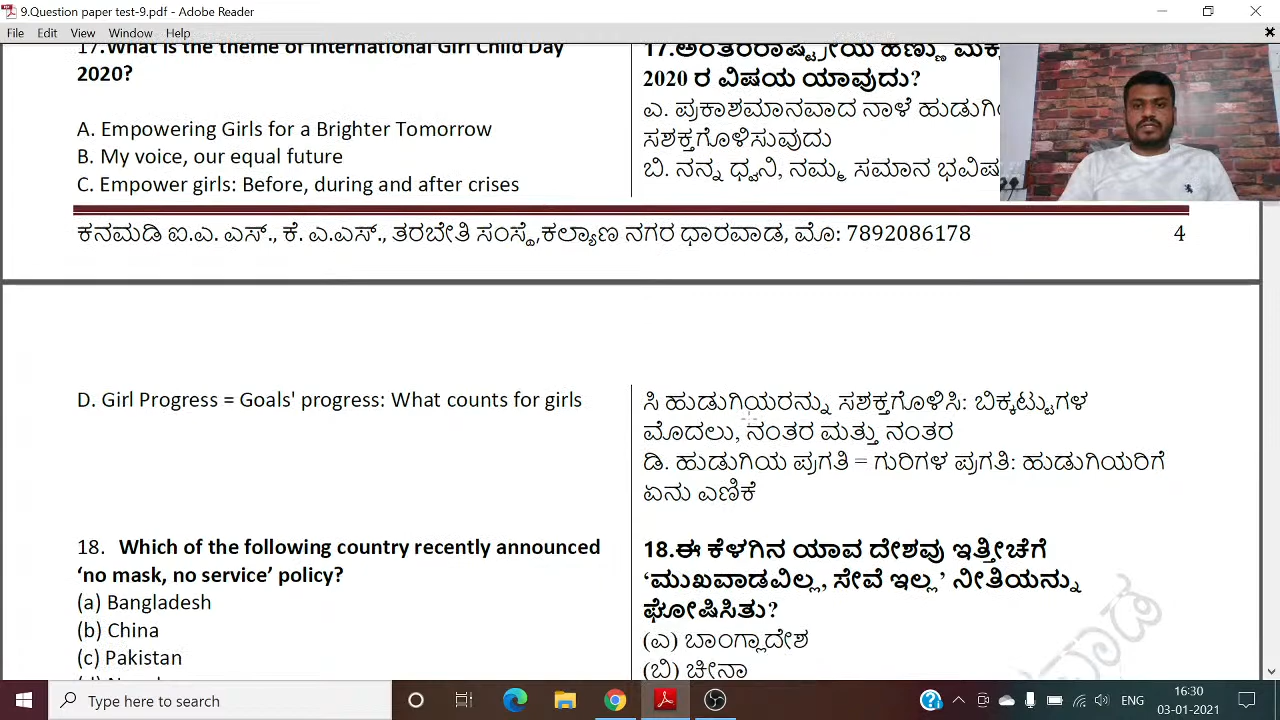 9.Question paper test-9.pdf - Adobe Reader
File Edit View Window Help
17.What is the theme of International Girl Child Day
2020?
A. Empowering Girls for a Brighter Tomorrow
B. My voice, our equal future
C. Empower girls: Before, during and after crises
17.ಅಂತರರಾಷ್ಟ್ರೀಯ ಹೆಣ್ಣು
2020 ರ ವಿಷಯ ಯಾವುದು?
ಎ. ಪ್ರಕಾಶಮಾನವಾದ ನಾಳೆ
ಸಶಕ್ತಗೊಳಿಸುವುದು
ಬಿ. ನನ್ನ ಧ್ವನಿ, ನಮ್ಮ ಸಮಾನ
ಕನಮಡಿ ಐ.ಎ. ಎಸ್., ಕೆ. ಎ.ಎಸ್., ತರಬೇತಿ ಸಂಸ್ಥೆ,ಕಲ್ಯಾಣ ನಗರ ಧಾರವಾಡ, ಮೊ: 7892086178 4
D. Girl Progress = Goals' progress: What counts for girls
ಸಿ ಹುಡುಗಿಯರನ್ನು ಸಶಕ್ತಗೊಳಿಸಿ: ಬಿಕ್ಕಟ್ಟುಗಳ
ಮೊದಲು, ನಂತರ ಮತ್ತು ನಂತರ
ಡಿ. ಹುಡುಗಿಯ ಪ್ರಗತಿ = ಗುರಿಗಳ ಪ್ರಗತಿ: ಹುಡುಗಿಯರಿಗೆ
ಏನು ಎಣಿಕೆ
18. Which of the following country recently announced
‘no mask, no service’ policy?
(a) Bangladesh
(b) China
(c) Pakistan
18.ಈ ಕೆಳಗಿನ ಯಾವ ದೇಶವು ಇತ್ತೀಚೆಗೆ
‘ಮುಖವಾಡವಿಲ್ಲ, ಸೇವೆ ಇಲ್ಲ’ ನೀತಿಯನ್ನು
ಘೋಷಿಸಿತು?
(ಎ) ಬಾಂಗ್ಲಾದೇಶ
(ಬಿ) ಚೀನಾ
Type here to search
ENG
16:30
03-01-2021